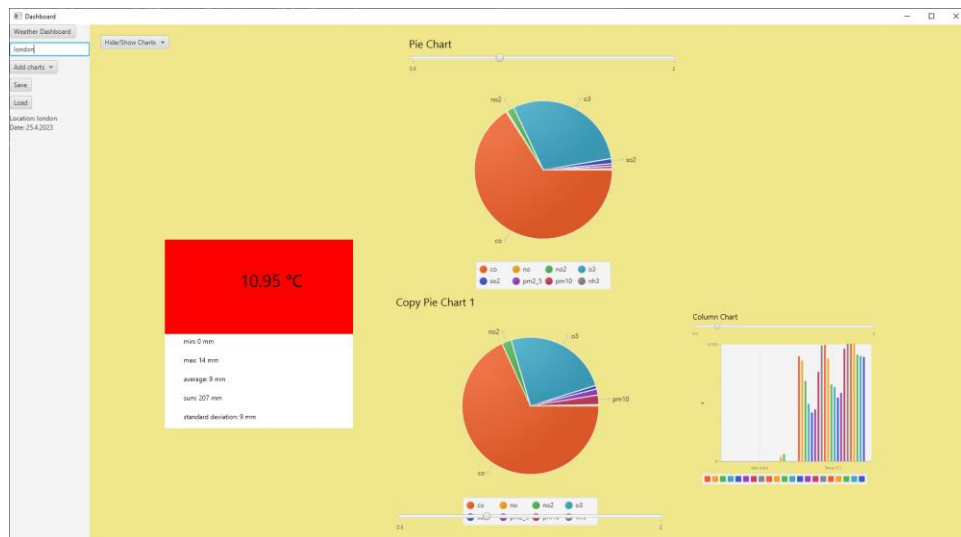 Dashboard
Weather Dashboard
london
Add charts
Save
Load
Location: london
Date: 25.4.2023
Hide/Show Charts
Pie Chart
0.5
2
no2
o3
so2
co
co no no2 o3
so2 pm2_5 pm10 nh3
10.95 °C
min: 0 mm
max: 14 mm
average: 9 mm
sum: 207 mm
standard deviation: 9 mm
Copy Pie Chart 1
no2
o3
pm10
co
co no no2 o3
0.5
2
Column Chart